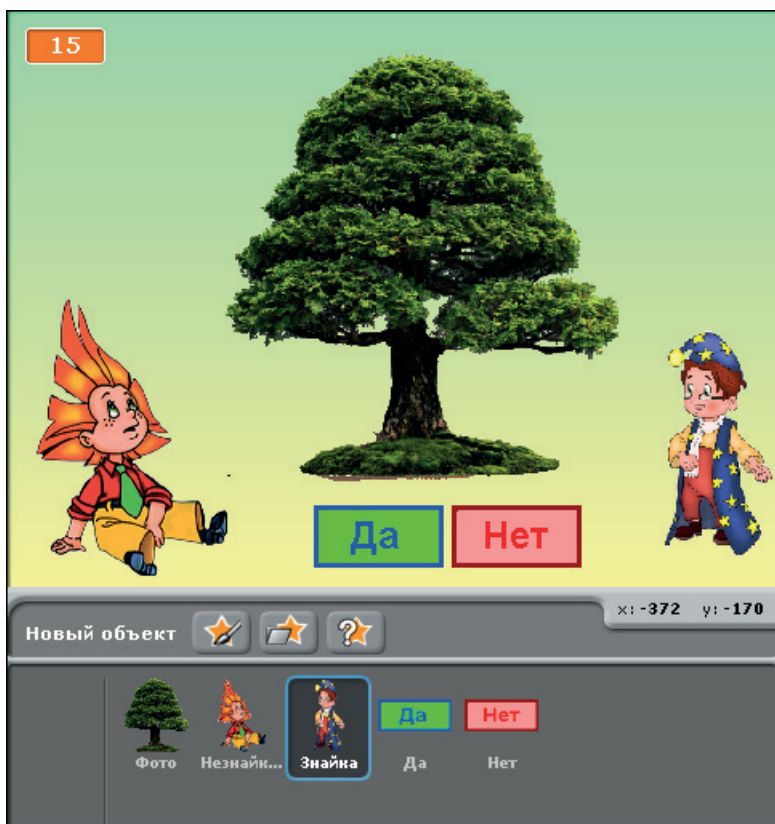 15
Да Нет
x: -372 y: -170
Новый объект
Да Нет
Фото Незнайк... Знайка Да Нет